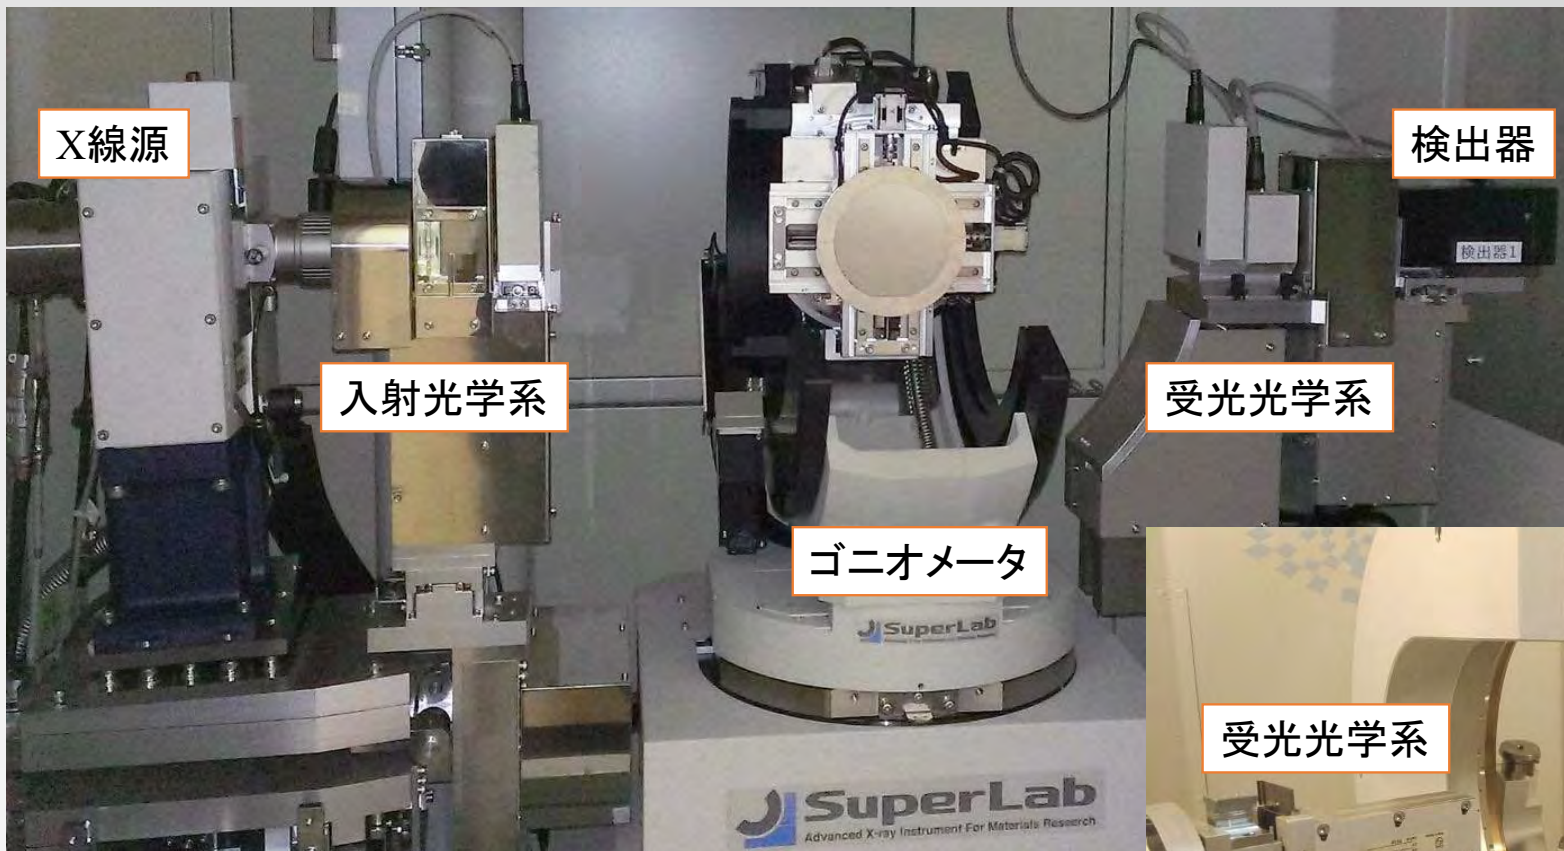 X線源
検出器
検出器1
入射光学系
受光光学系
ゴニオメータ
SuperLab
SuperLab
Advanced X-ray Instrument For Materials Research
受光光学系